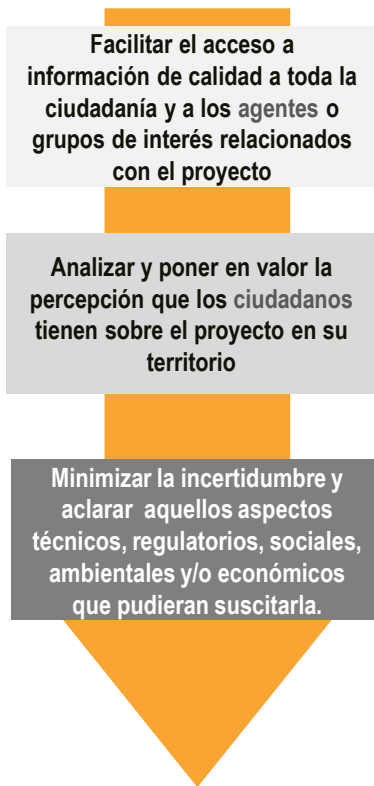 Facilitar el acceso a
información de calidad a toda la
ciudadanía y a los agentes o
grupos de interés relacionados
con el proyecto
Analizar y poner en valor la
percepción que los ciudadanos
tienen sobre el proyecto en su
territorio
Minimizar la incertidumbre y
aclarar aquellos aspectos
técnicos, regulatorios, sociales,
ambientales y/o económicos
que pudieran suscitarla.